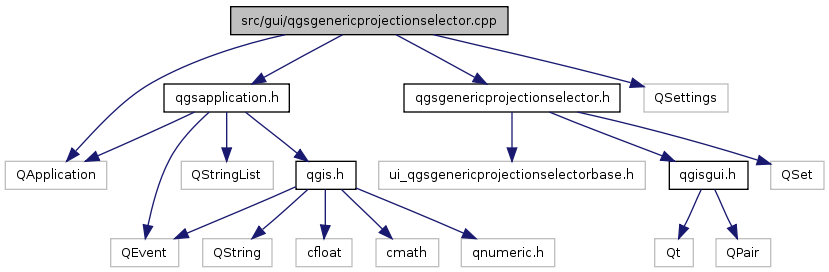 src/gui/qgsgenericprojectionselector.cpp
qgsapplication.h
qgsgenericprojectionselector.h
QSettings
QApplication
QStringList
qgis.h
ui_qgsgenericprojectionselectorbase.h
qgisgui.h
QSet
QEvent
QString
cfloat
cmath
qnumeric.h
Qt
QPair